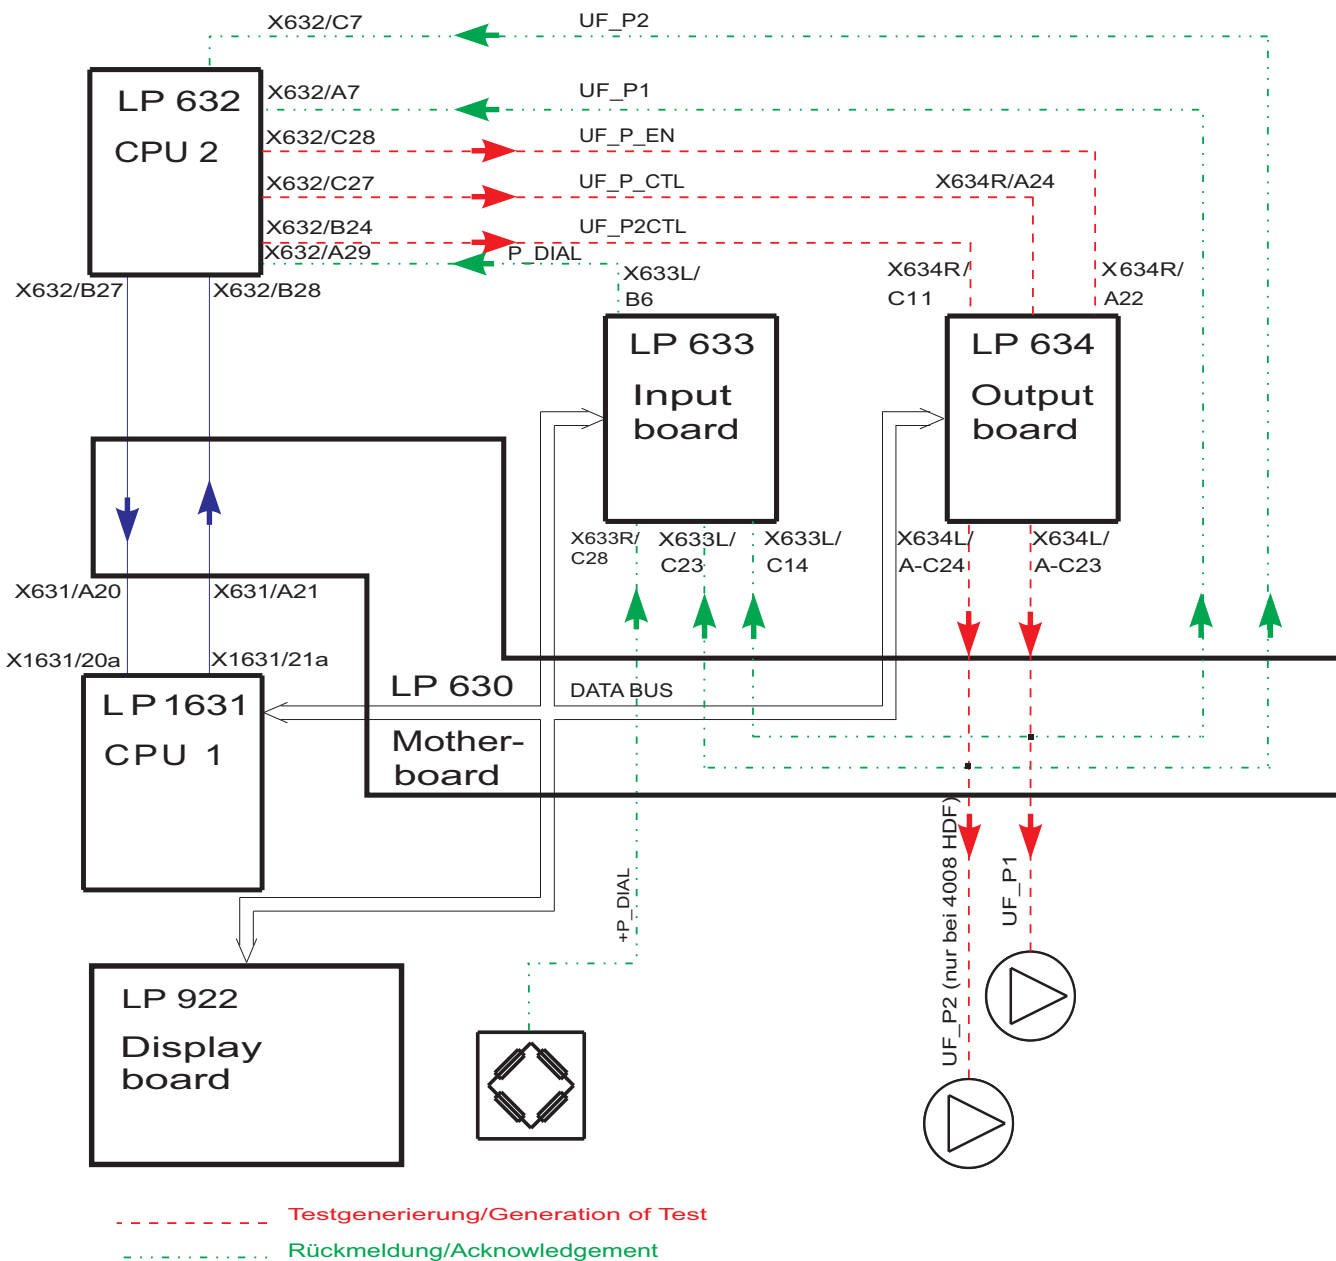 X632/C7
UF_P2
LP 632
CPU 2
X632/A7
UF_P1
X632/C28
UF_P_EN
X632/C27
UF_P_CTL
X634R/A24
X632/B24
UF_P2CTL
X632/A29
P_DIAL
X632/B27
X632/B28
X633L/
B6
X634R/
C11
X634R/
A22
LP 633
Input
board
LP 634
Output
board
X633R/
C28
X633L/
C23
X633L/
C14
X634L/
A-C24
X634L/
A-C23
X631/A20
X631/A21
X1631/20a
X1631/21a
LP 1631
CPU 1
LP 630
DATA BUS
Mother-
board
+P_DIAL
UF_P2 (nur bei 4008 HDF)
UF_P1
LP 922
Display
board
Testgenerierung/Generation of Test
Rückmeldung/Acknowledgement